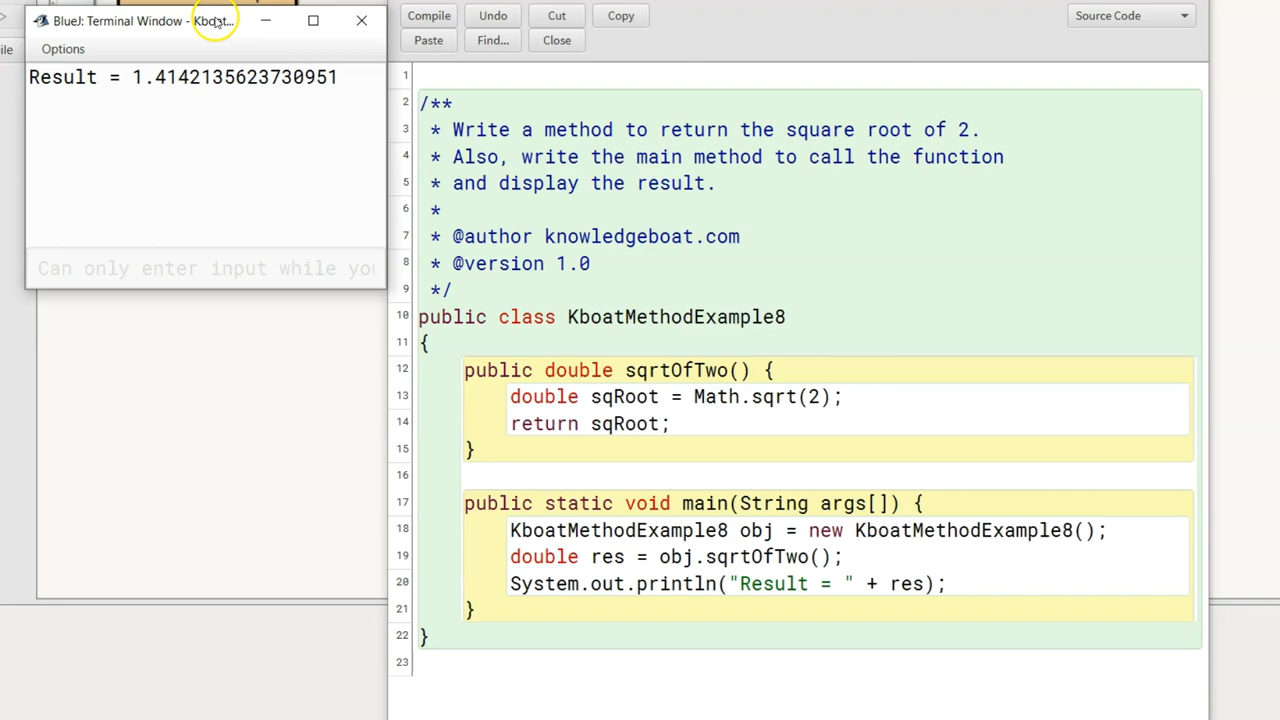 BlueJ: Terminal Window - Kboat...
Options
Result = 1.4142135623730951
Can only enter input while you
ile
Compile
Undo
Cut
Copy
Source Code
Paste
Find...
Close
1
2 /**
3 * Write a method to return the square root of 2.
4 * Also, write the main method to call the function
5 * and display the result.
6 *
7 * @author knowledgeboat.com
8 * @version 1.0
9 */
10 public class KboatMethodExample8
11 {
12 public double sqrtOfTwo() {
13 double sqRoot = Math.sqrt(2);
14 return sqRoot;
15 }
16
17 public static void main(String args[]) {
18 KboatMethodExample8 obj = new KboatMethodExample8();
19 double res = obj.sqrtOfTwo();
20 System.out.println("Result = " + res);
21 }
22 }
23